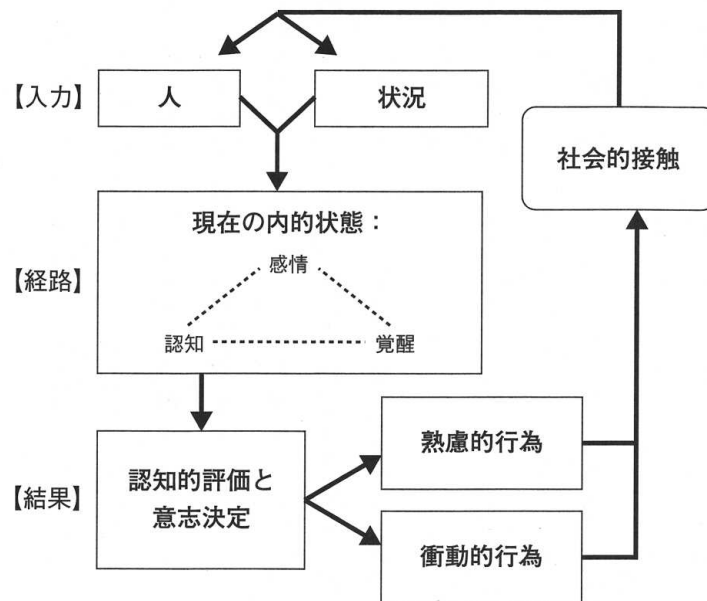 【入力】
人
状況
社会的接触
【経路】
現在の内的状態：
感情
認知
覚醒
【結果】
認知的評価と
意志決定
熟慮的行為
衝動的行為